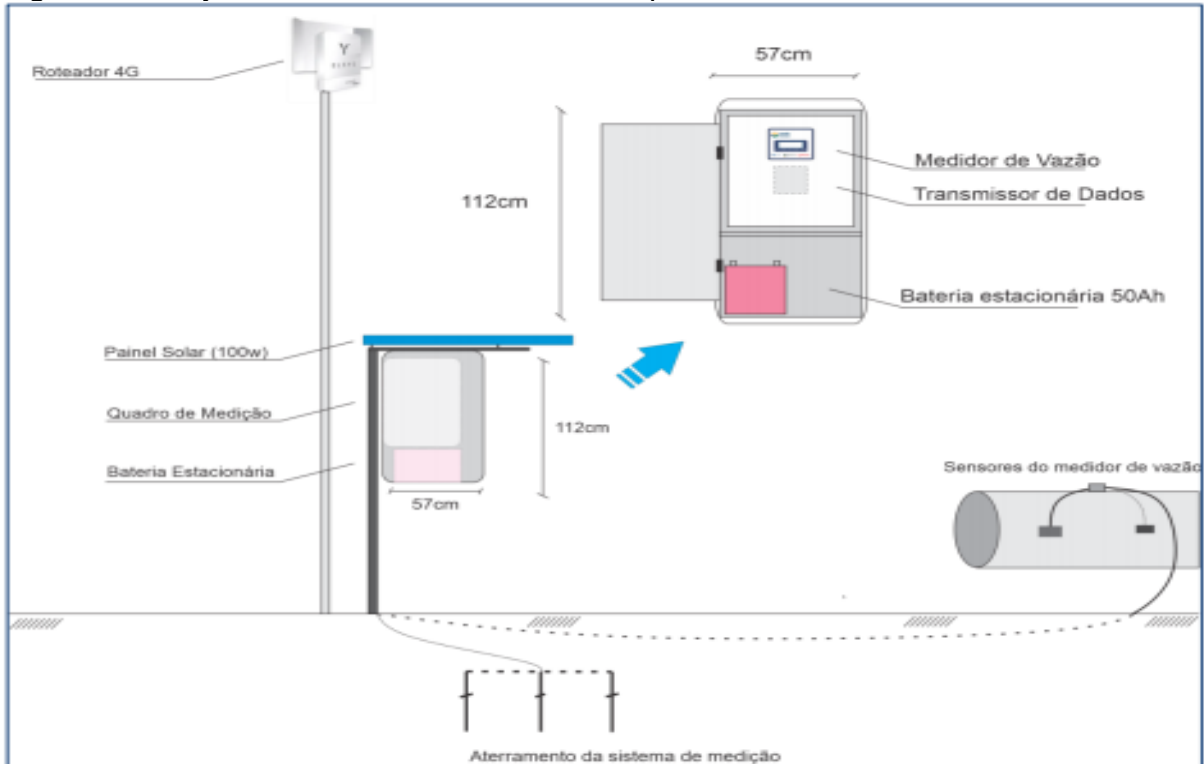 Roteador 4G
57cm
112cm
Medidor de Vazão
Transmissor de Dados
Bateria estacionária 50Ah
Painel Solar (100w)
Quadro de Medição
112cm
Bateria Estacionária
57cm
Sensores do medidor de vazão
Aterramento da sistema de medição